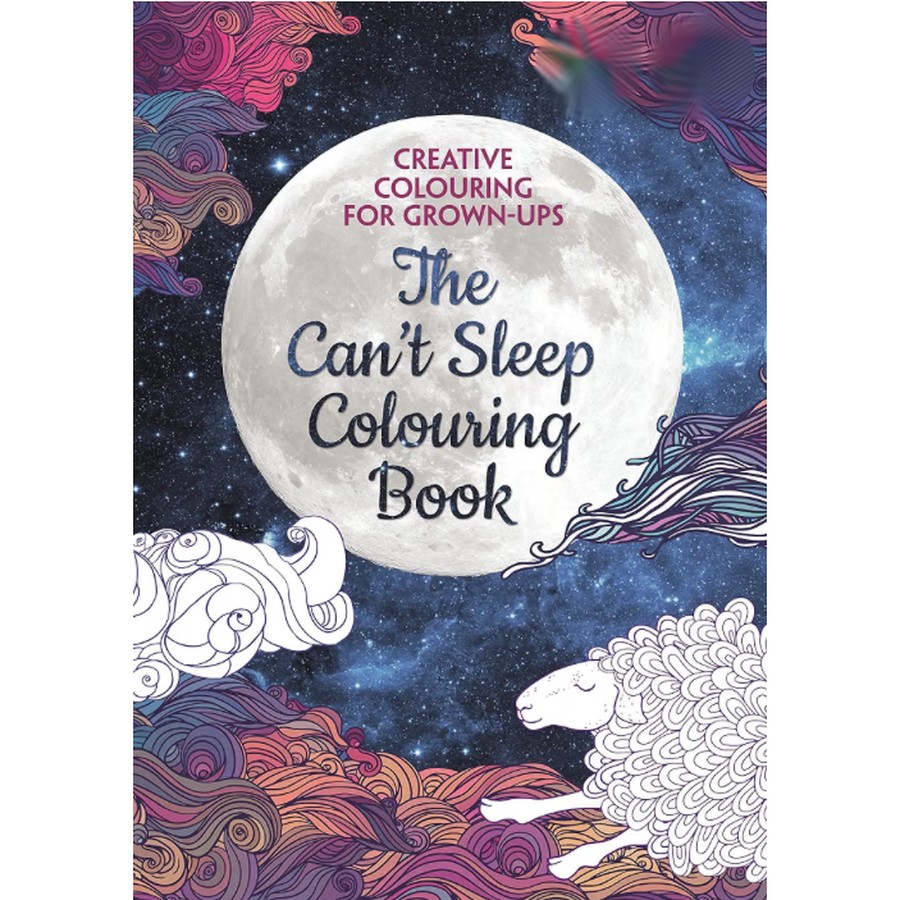 CREATIVE
COLOURING
FOR GROWN-UPS
The
Can't Sleep
Colouring
Book